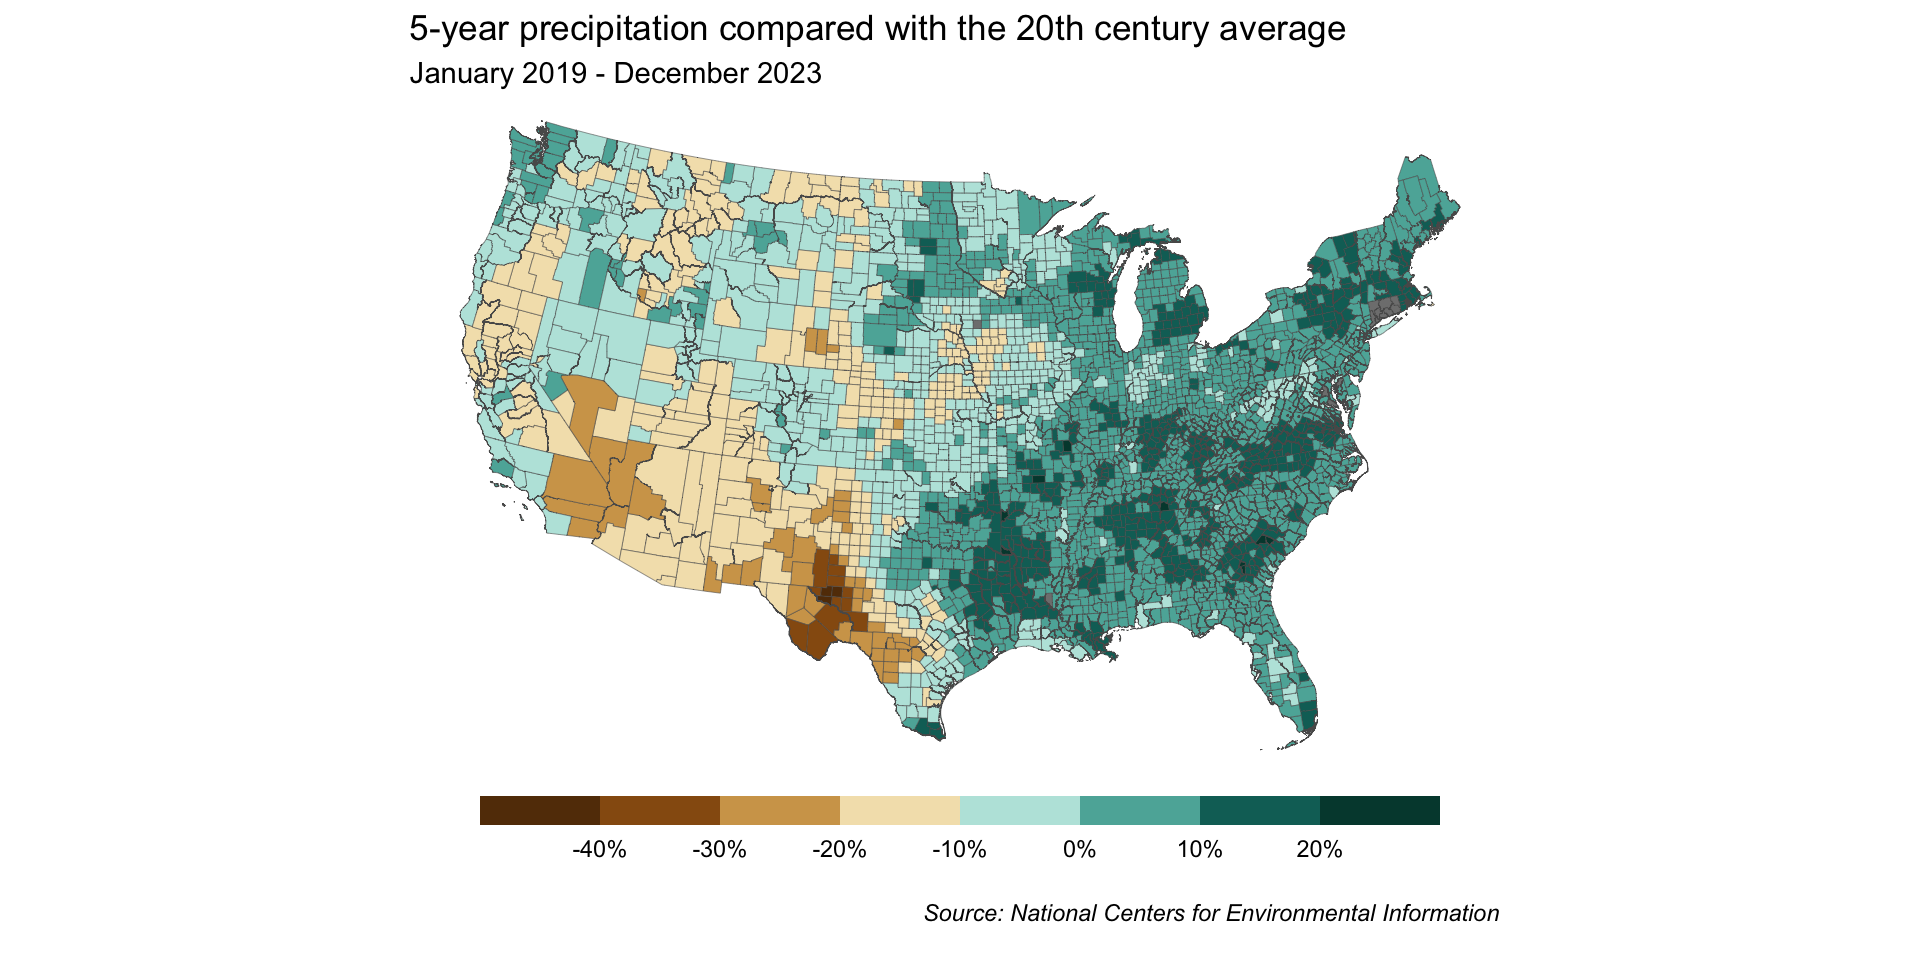 5-year precipitation compared with the 20th century average
January 2019 - December 2023
-40% -30% -20% -10% 0% 10% 20%
Source: National Centers for Environmental Information